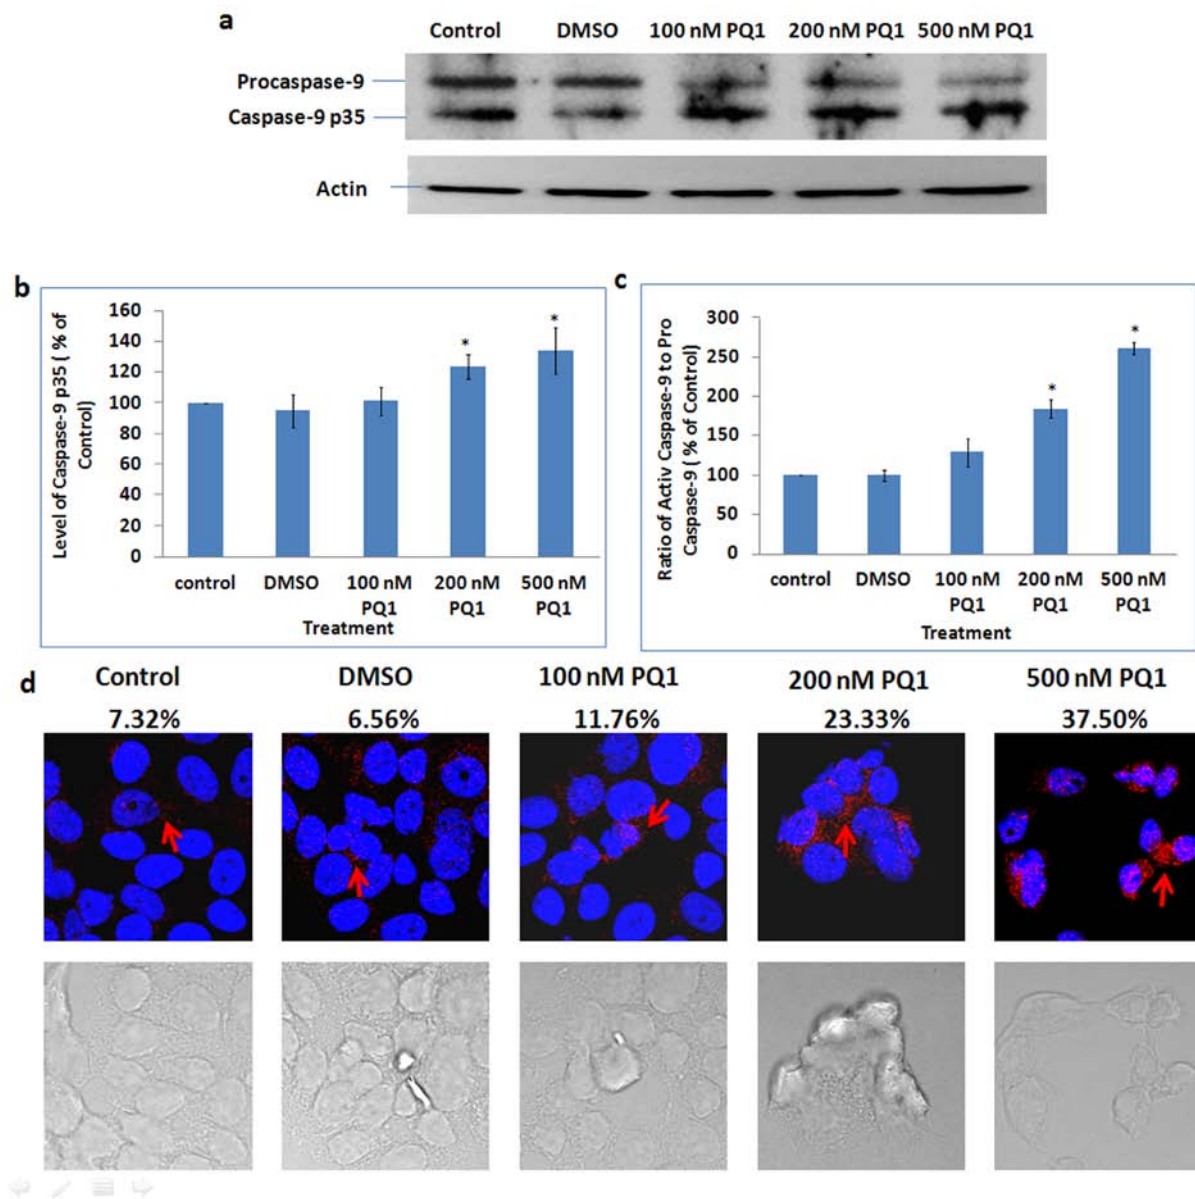 a
Control DMSO 100 nM PQ1 200 nM PQ1 500 nM PQ1
Procaspase-9
Caspase-9 p35
Actin
b
Level of Caspase-9 p35 ( % of
Control)
160
140
120
100
80
60
40
20
0
* *
control DMSO 100 nM PQ1 200 nM PQ1 500 nM PQ1
Treatment
c
Ratio of Activ Caspase-9 to Pro
Caspase-9 ( % of Control)
300
250
200
150
100
50
0
* *
control DMSO 100 nM PQ1 200 nM PQ1 500 nM PQ1
Treatment
d
Control DMSO 100 nM PQ1 200 nM PQ1 500 nM PQ1
7.32% 6.56% 11.76% 23.33% 37.50%